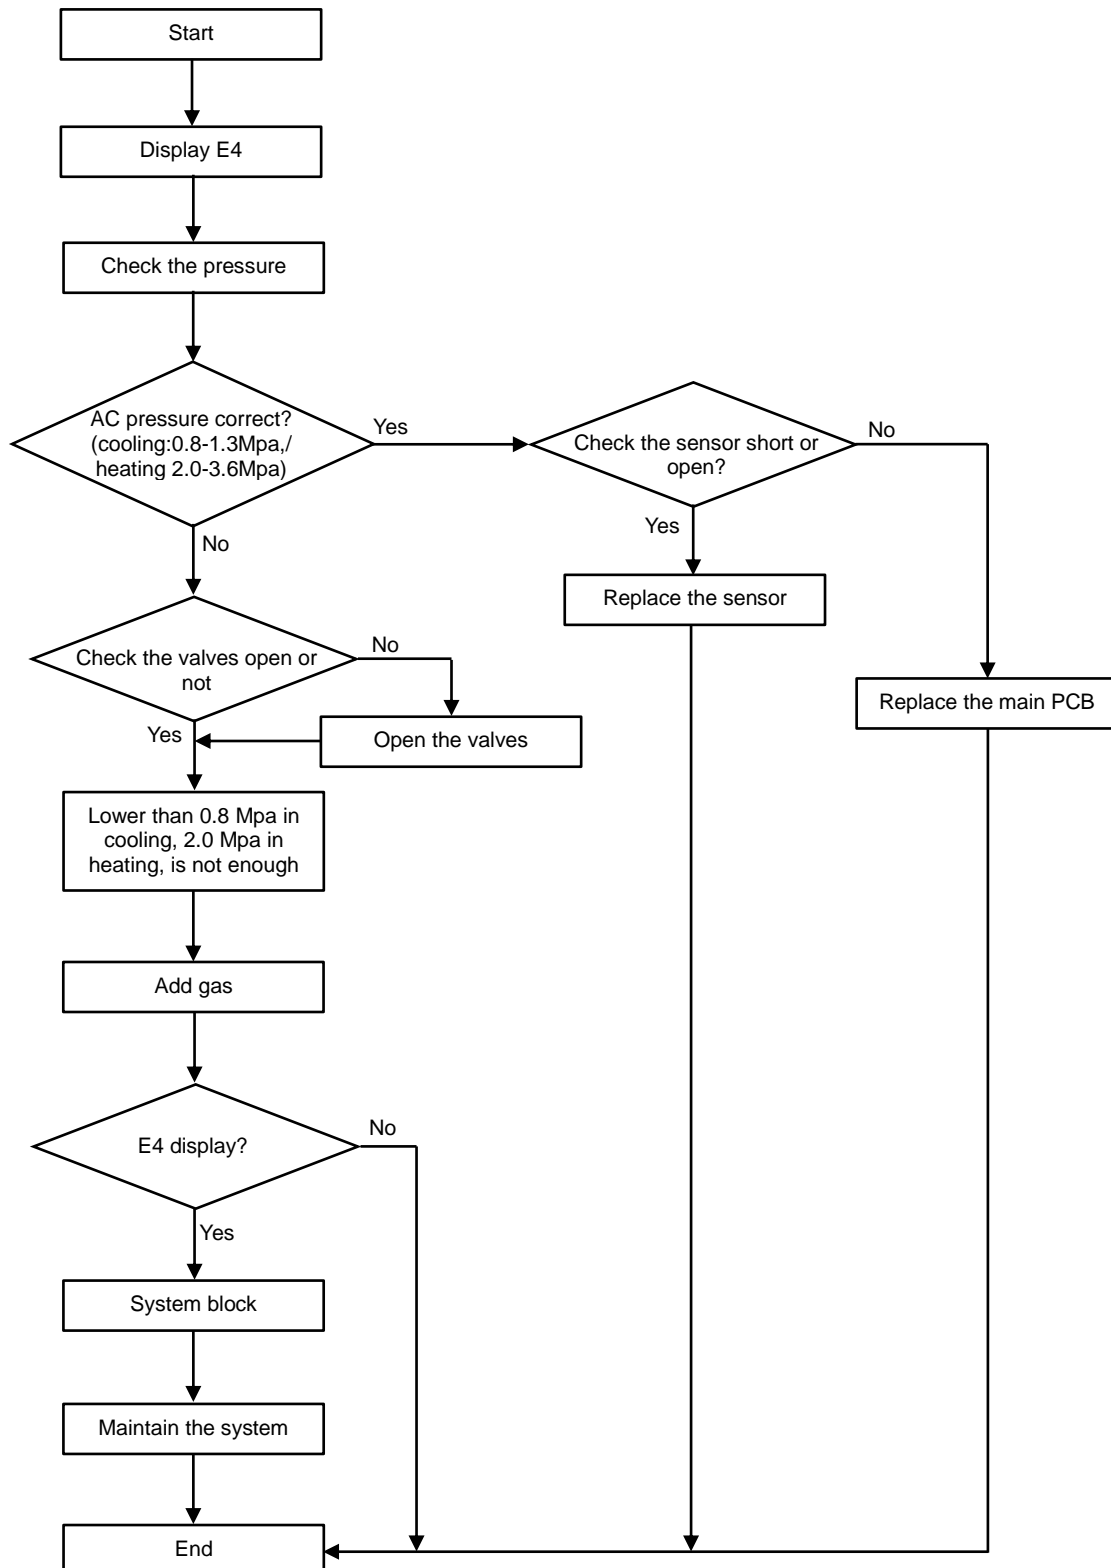 Start
Display E4
Check the pressure
AC pressure correct?
(cooling:0.8-1.3Mpa,/
heating 2.0-3.6Mpa)
Yes
Check the sensor short or
open?
No
No
Yes
Replace the sensor
Check the valves open or
not
No
Replace the main PCB
Yes
Open the valves
Lower than 0.8 Mpa in
cooling, 2.0 Mpa in
heating, is not enough
Add gas
E4 display?
No
Yes
System block
Maintain the system
End